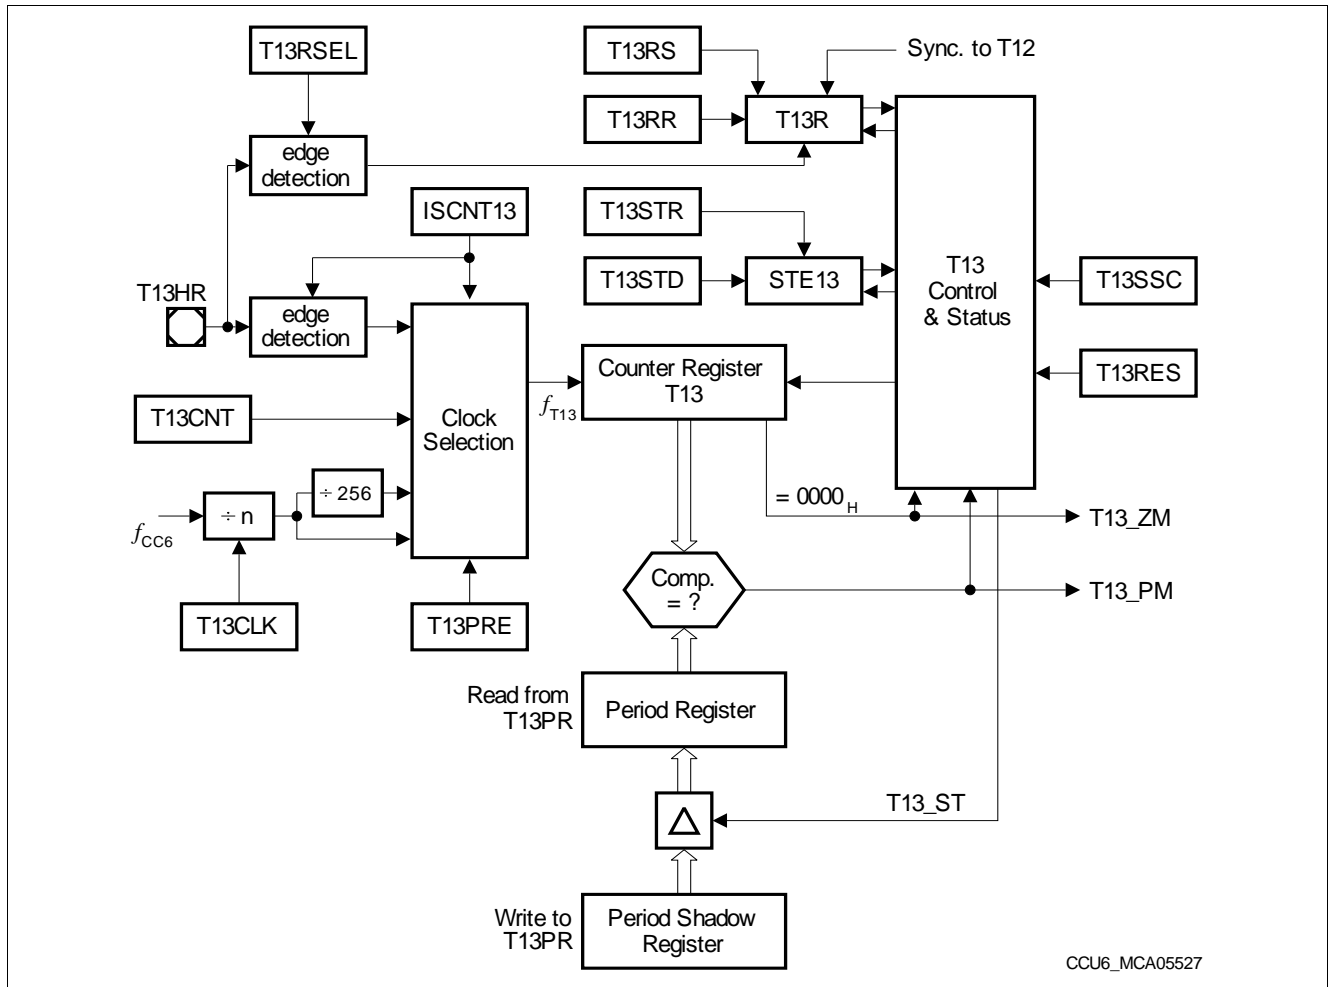 T13RSEL
T13RS
Sync. to T12
T13RR
T13R
edge
detection
ISCNT13
T13STR
T13STD
STE13
T13
Control
& Status
T13SSC
T13HR
edge
detection
Counter Register
T13
T13RES
fT13
T13CNT
Clock
Selection
÷ 256
= 0000H
÷ n
fCC6
T13_ZM
Comp.
= ?
T13_PM
T13CLK
T13PRE
Read from
T13PR
Period Register
T13_ST
Write to
T13PR
Period Shadow
Register
CCU6_MCA05527